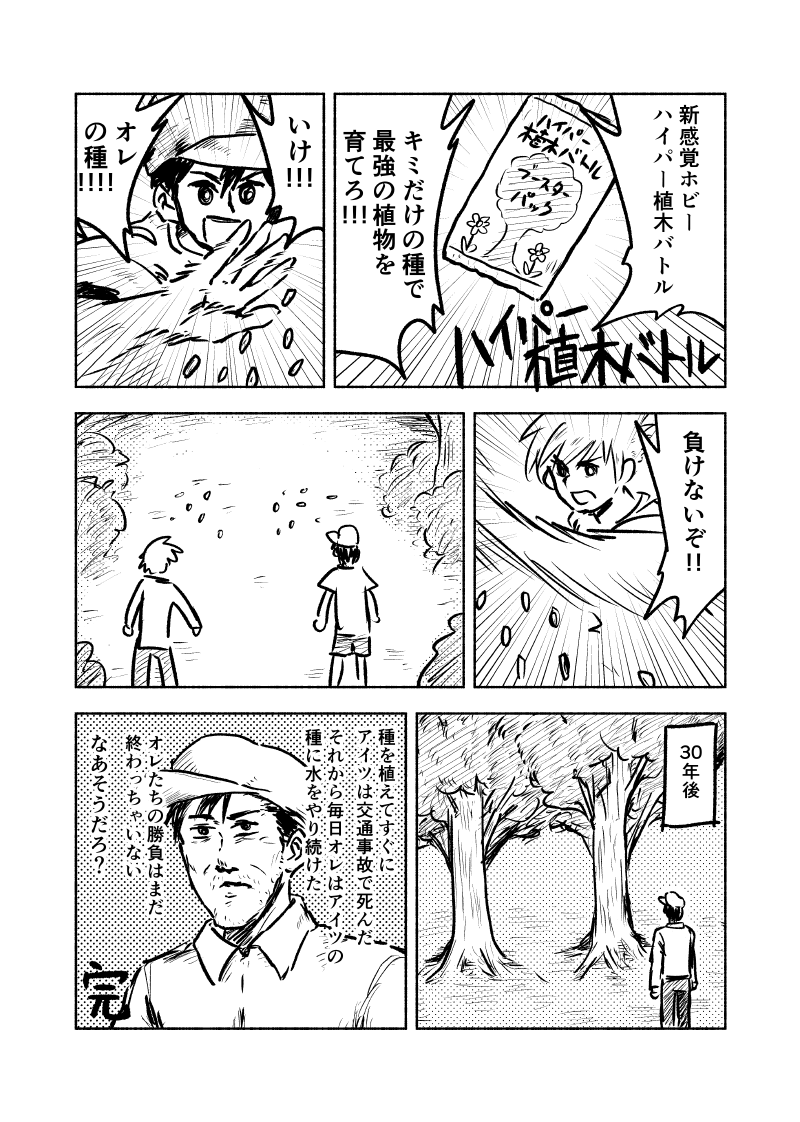 新感覚ホビー
ハイパー植木バトル
ハイパー
植木バトル
ブースター
パック
キミだけの種で
最強の植物を
育てろ!!!
ハイパー植木バトル
いけ!!!
オレ
の種!!!!
負けないぞ!!
30年後
種を植えてすぐに
アイツは交通事故で死んだ
それから毎日オレはアイツの
種に水をやり続けた
オレたちの勝負はまだ
終わっちゃいない
なあそうだろ？
完